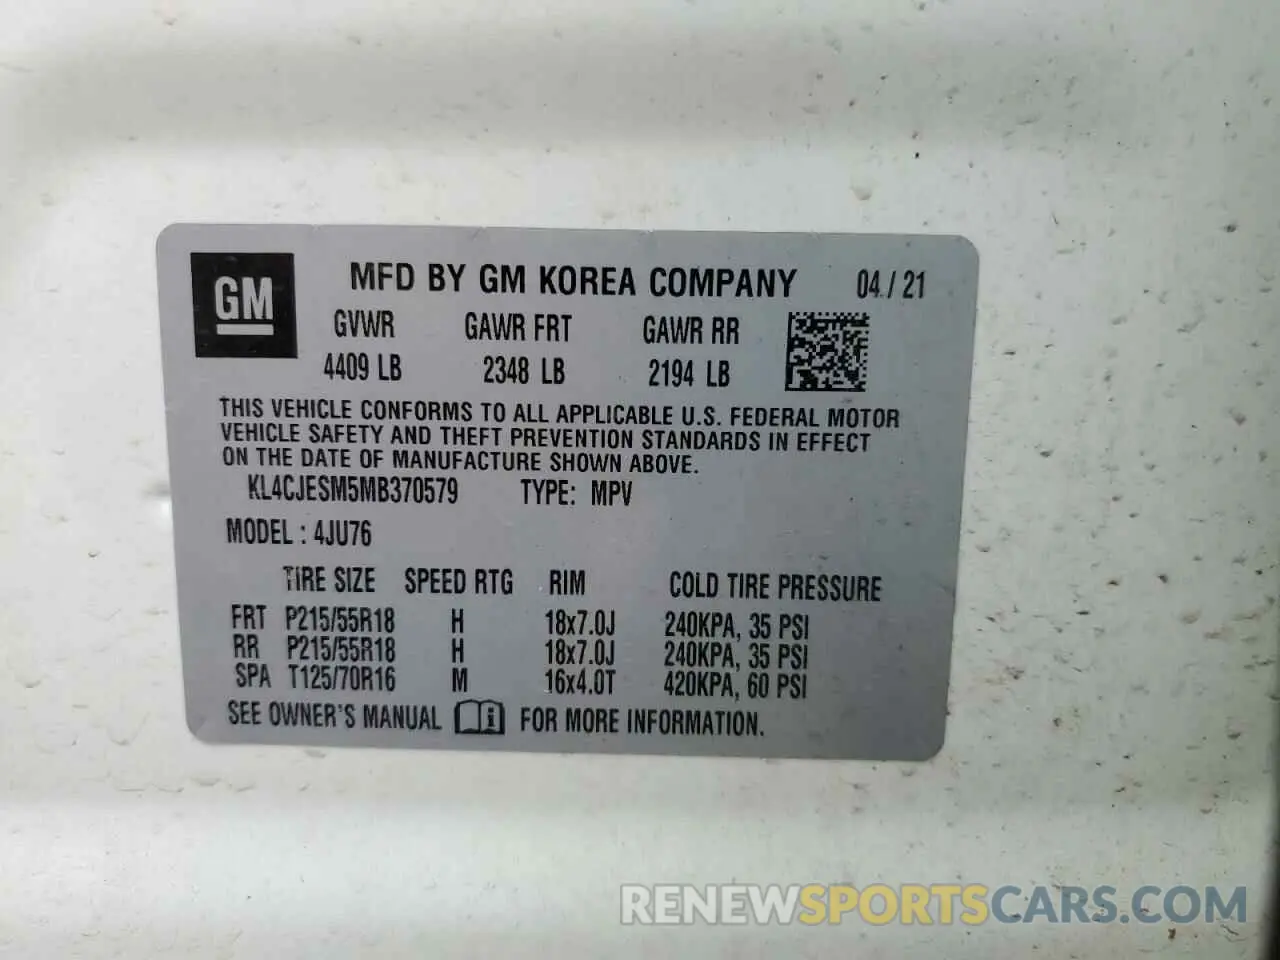 GM
MFD BY GM KOREA COMPANY 04/21
GVWR GAWR FRT GAWR RR
4409 LB 2348 LB 2194 LB
THIS VEHICLE CONFORMS TO ALL APPLICABLE U.S. FEDERAL MOTOR
VEHICLE SAFETY AND THEFT PREVENTION STANDARDS IN EFFECT
ON THE DATE OF MANUFACTURE SHOWN ABOVE.
KL4CJESM5MB370579 TYPE: MPV
MODEL : 4JU76
TIRE SIZE SPEED RTG RIM COLD TIRE PRESSURE
FRT P215/55R18 H 18x7.0J 240KPA, 35 PSI
RR P215/55R18 H 18x7.0J 240KPA, 35 PSI
SPA T125/70R16 M 16x4.0T 420KPA, 60 PSI
SEE OWNER'S MANUAL i FOR MORE INFORMATION.
RENEWSPORTSCARS.COM